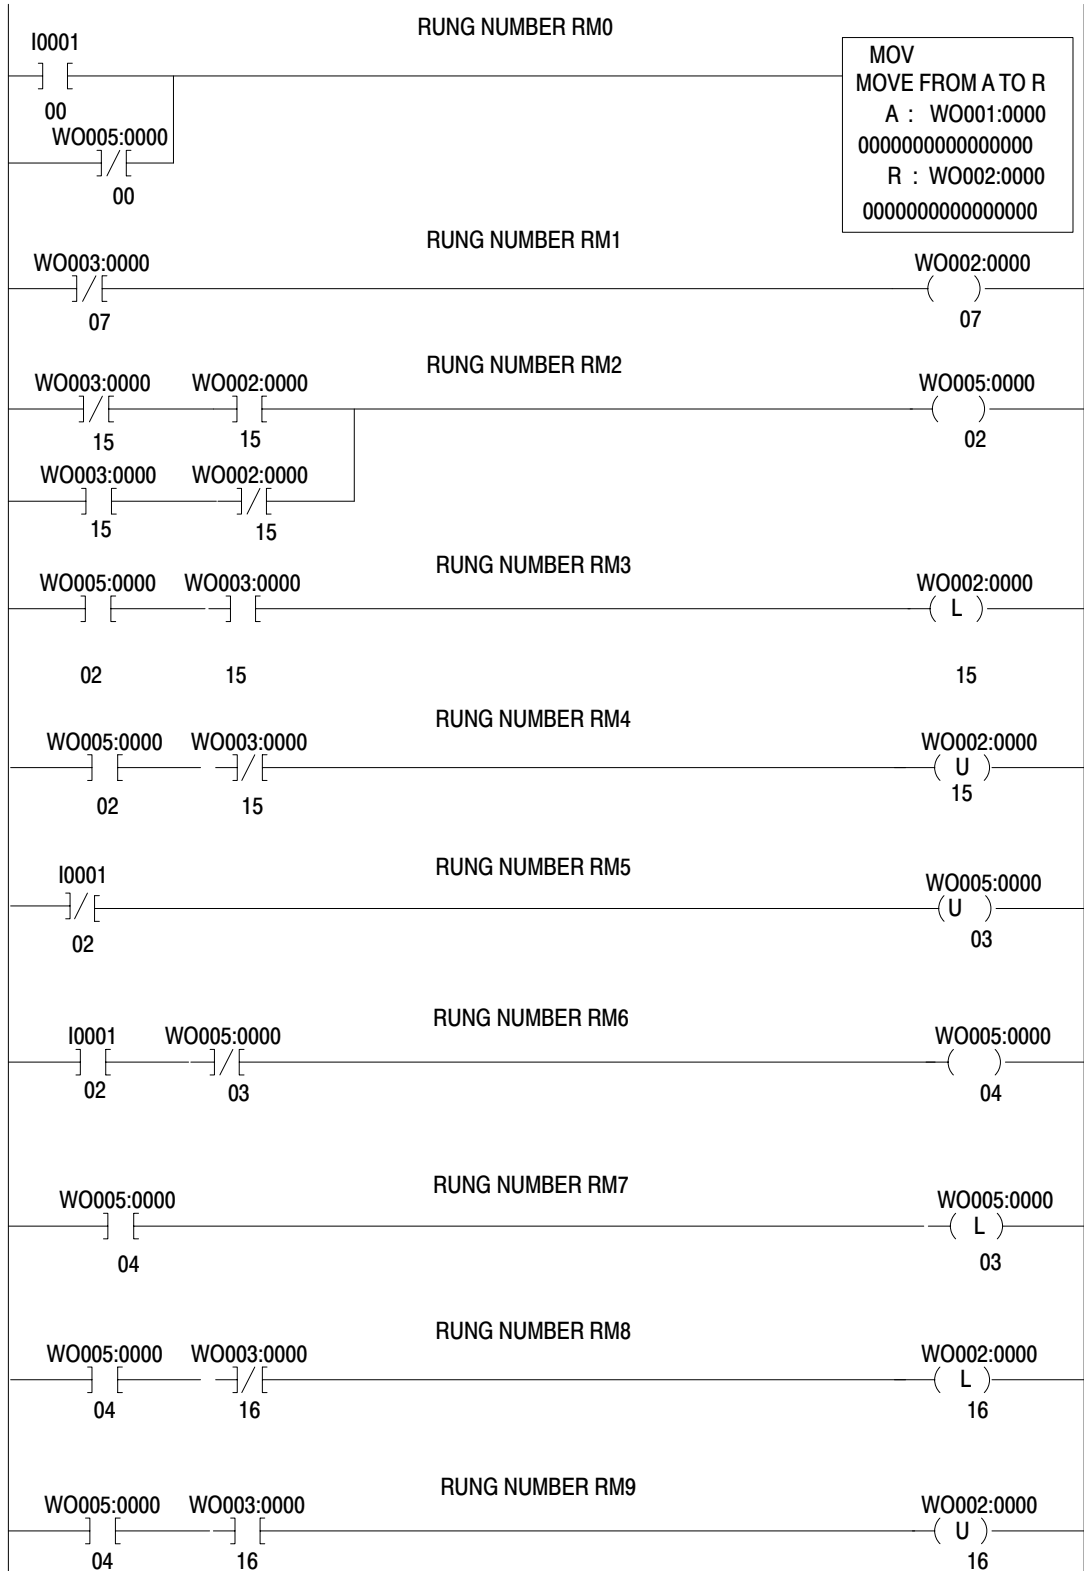 RUNG NUMBER RM0
I0001
] [
00
WO005:0000
]/[
00
MOV
MOVE FROM A TO R
A : WO001:0000
0000000000000000
R : WO002:0000
0000000000000000
RUNG NUMBER RM1
WO003:0000 WO002:0000
]/[ ( )
07 07
RUNG NUMBER RM2
WO003:0000 WO002:0000 WO005:0000
]/[ ] [ ( )
15 15 02
WO003:0000 WO002:0000
] [ ]/[
15 15
RUNG NUMBER RM3
WO005:0000 WO003:0000 WO002:0000
] [ ] [ ( L )
02 15 15
RUNG NUMBER RM4
WO005:0000 WO003:0000 WO002:0000
] [ ]/[ ( U )
02 15 15
RUNG NUMBER RM5
I0001 WO005:0000
]/[ (U )
02 03
RUNG NUMBER RM6
I0001 WO005:0000 WO005:0000
] [ ]/[ ( )
02 03 04
RUNG NUMBER RM7
WO005:0000 WO005:0000
] [ ( L )
04 03
RUNG NUMBER RM8
WO005:0000 WO003:0000 WO002:0000
] [ ]/[ ( L )
04 16 16
RUNG NUMBER RM9
WO005:0000 WO003:0000 WO002:0000
] [ ] [ ( U )
04 16 16